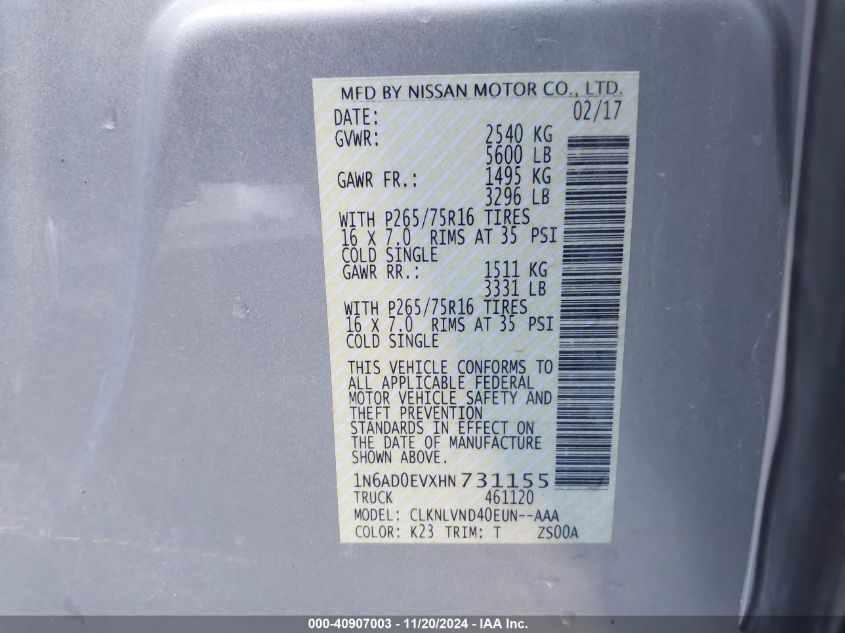 MFD BY NISSAN MOTOR CO., LTD.
DATE: 02/17
GVWR: 2540 KG
5600 LB
GAWR FR.: 1495 KG
3296 LB
WITH P265/75R16 TIRES
16 X 7.0 RIMS AT 35 PSI
COLD SINGLE
GAWR RR.: 1511 KG
3331 LB
WITH P265/75R16 TIRES
16 X 7.0 RIMS AT 35 PSI
COLD SINGLE
THIS VEHICLE CONFORMS TO
ALL APPLICABLE FEDERAL
MOTOR VEHICLE SAFETY AND
THEFT PREVENTION
STANDARDS IN EFFECT ON
THE DATE OF MANUFACTURE
SHOWN ABOVE.
1N6AD0EVXHN731155
TRUCK 461120
MODEL: CLKNLVND40EUN--AAA
COLOR: K23 TRIM: T ZS00A
000-40907003 - 11/20/2024 - IAA Inc.